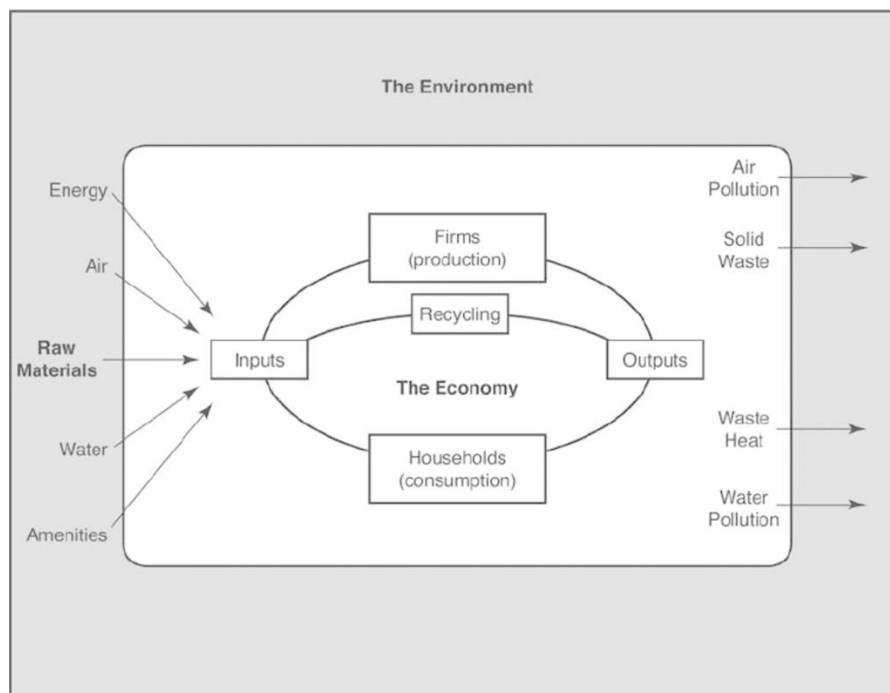 The Environment
Energy
Air
Raw
Materials
Water
Amenities
Inputs
Firms
(production)
Recycling
The Economy
Households
(consumption)
Outputs
Air
Pollution
Solid
Waste
Waste
Heat
Water
Pollution